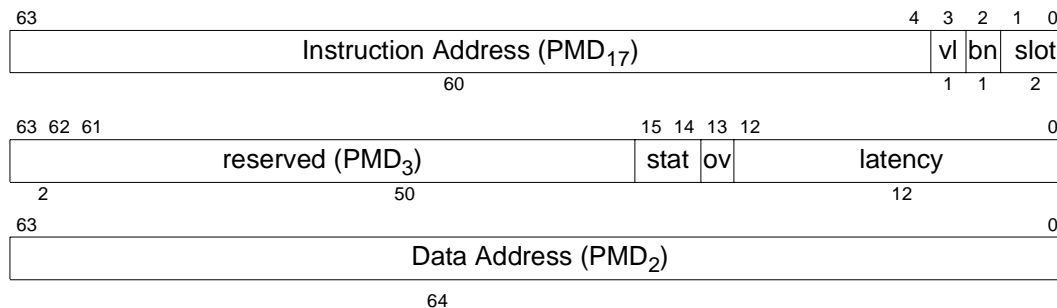 63 4 3 2 1 0
Instruction Address (PMD17) vl bn slot
60 1 1 2
63 62 61 15 14 13 12 0
reserved (PMD3) stat ov latency
2 50 12
63 0
Data Address (PMD2)
64